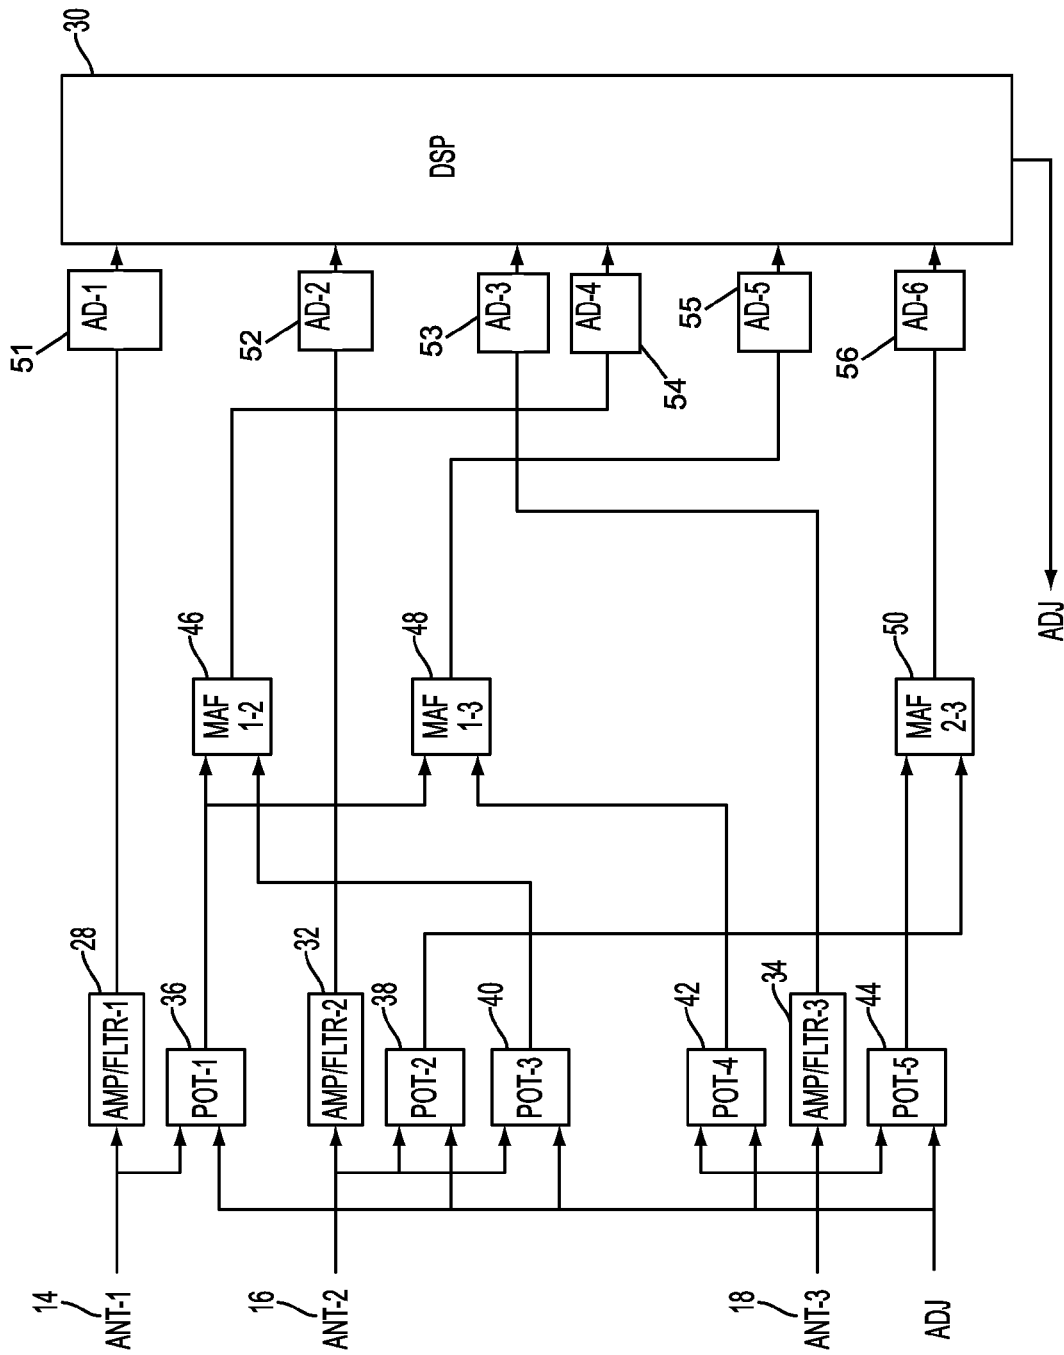 30
DSP
AD-1
51
AD-2
52
AD-3
53
AD-4
54
AD-5
55
AD-6
56
MAF
1-2
46
MAF
1-3
48
MAF
2-3
50
ADJ
AMP/FLTR-1
28
POT-1
36
AMP/FLTR-2
32
POT-2
38
POT-3
40
POT-4
42
AMP/FLTR-3
34
POT-5
44
14
ANT-1
16
ANT-2
18
ANT-3
ADJ